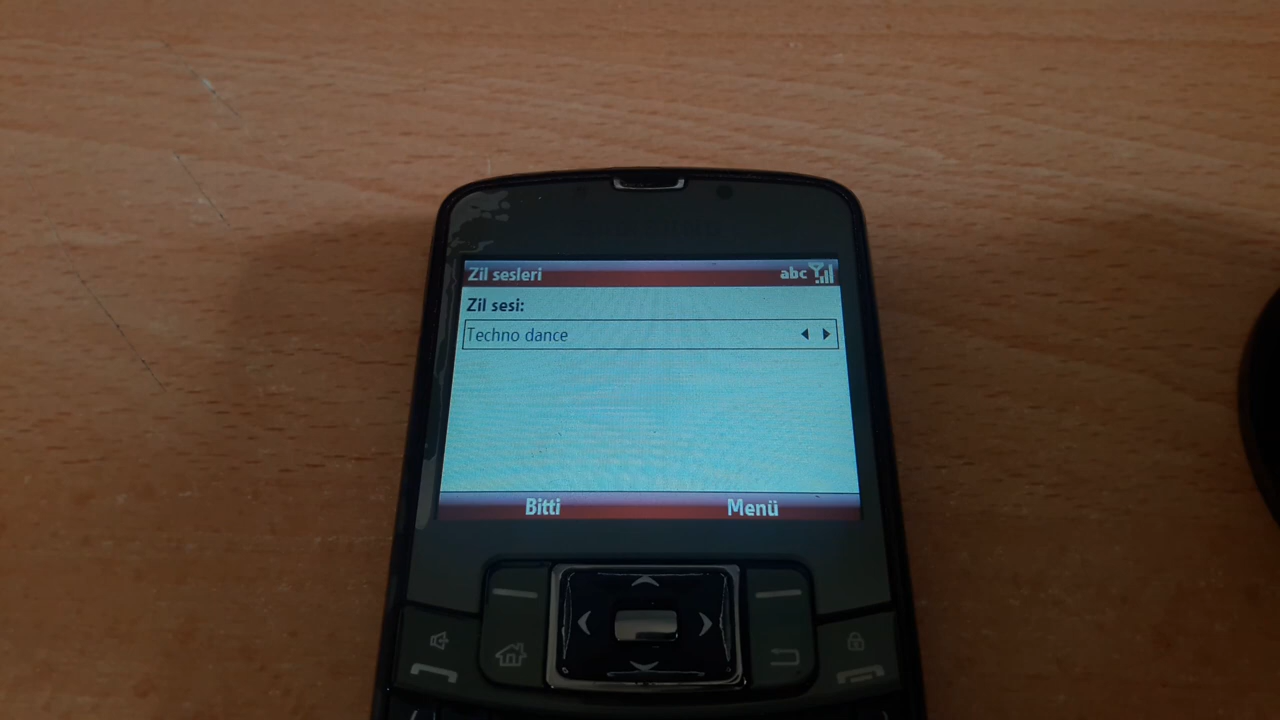 Zil sesleri abc
Zil sesi:
Techno dance
Bitti Menü